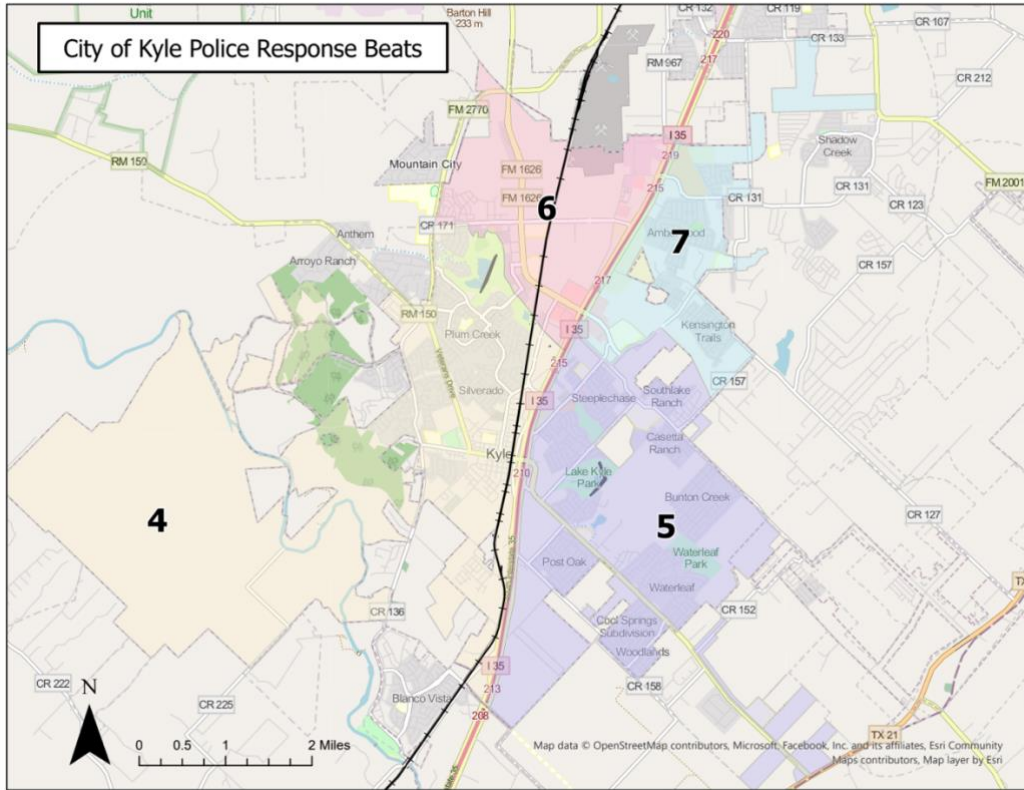 Unit
Barton Hill
233 m
CR 132
CR 119
City of Kyle Police Response Beats
220
217
CR 133
CR 107
RM 967
CR 212
FM 2770
I 35
219
Shadow
Creek
RM 150
Mountain City
FM 1626
FM 1626
215
CR 131
CR 131
CR 123
FM 2001
6
CR 171
Anthem
7
Arroyo Ranch
CR 157
217
RM 150
Plum Creek
I 35
Kensington
Trails
215
Veterans Drive
Silverado
CR 157
I 35
Steeplechase
Southlake
Ranch
Casetta
Ranch
Kyle
210
Lake Kyle
Park
Bunton Creek
CR 127
4
5
Post Oak
Waterleaf
Park
Waterleaf
CR 136
CR 152
Cool Springs
Subdivision
Woodlands
I 35
213
CR 222
N
CR 158
CR 225
Blanco Vista
208
TX 21
0 0.5 1 2 Miles
Map data © OpenStreetMap contributors, Microsoft, Facebook, Inc. and its affiliates, Esri Community
Maps contributors, Map layer by Esri